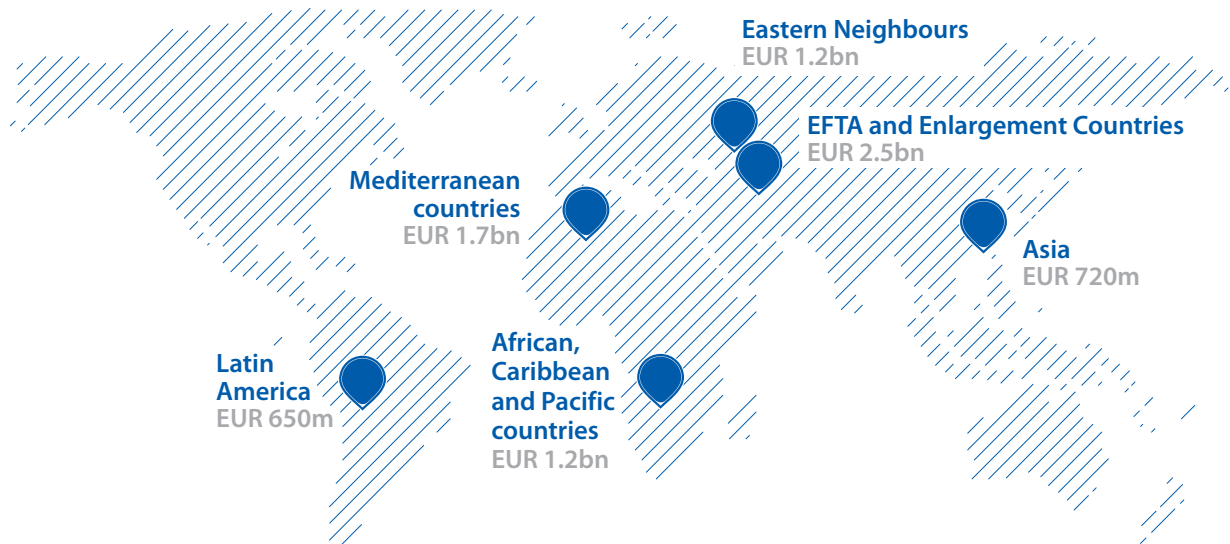 Eastern Neighbours
EUR 1.2bn
EFTA and Enlargement Countries
EUR 2.5bn
Mediterranean
countries
EUR 1.7bn
Asia
EUR 720m
Latin
America
EUR 650m
African,
Caribbean
and Pacific
countries
EUR 1.2bn